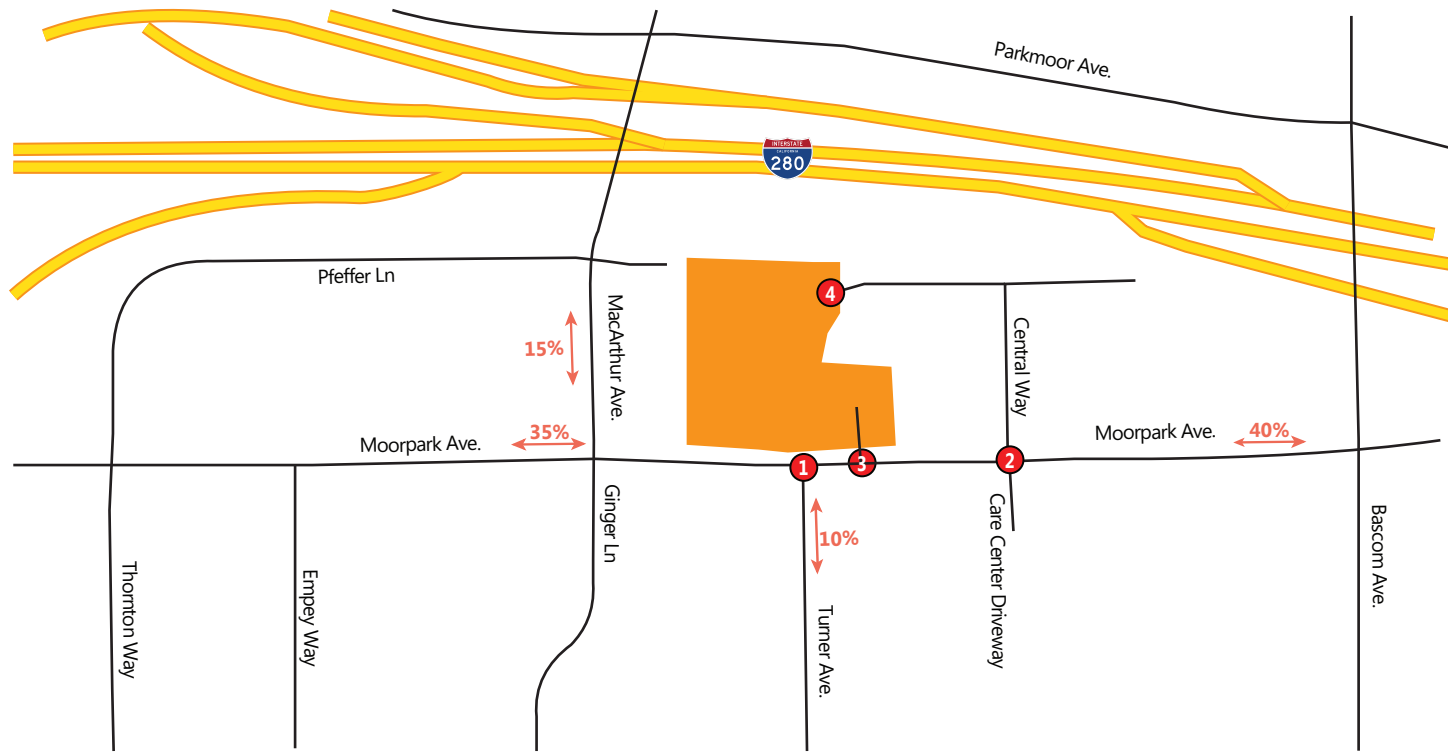 Parkmoor Ave.
INTERSTATE
CALIFORNIA
280
Pfeffer Ln
4
MacArthur Ave.
15%
Central Way
Moorpark Ave.
35%
Moorpark Ave.
40%
1
3
2
Ginger Ln
10%
Care Center Driveway
Bascom Ave.
Thornton Way
Empey Way
Turner Ave.